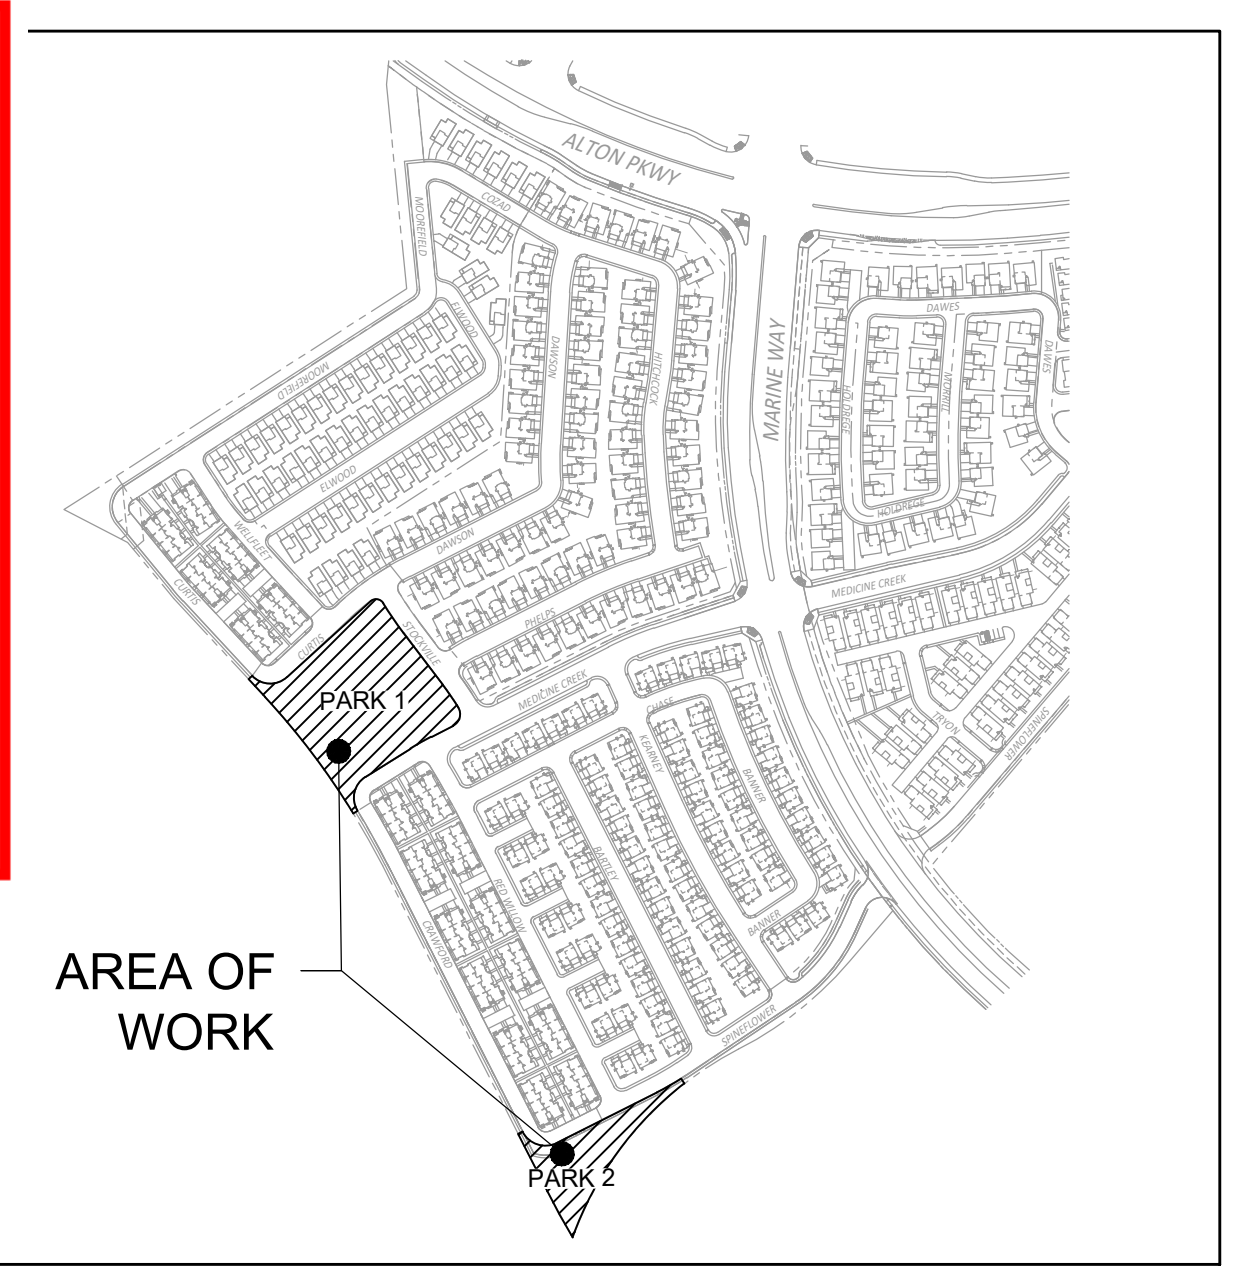 ALTON PKWY
COZAD
MOOREFIELD
ELWOOD
MOOREFIELD
DAWSON
HITCHCOCK
MARINE WAY
DAWES
DAWES
HOLDREGE
MORRILL
HOLDREGE
ELWOOD
WELLFLEET
DAWSON
CURTIS
MEDICINE CREEK
PHELPS
STOCKVILLE
CURTIS
PARK 1
MEDICINE CREEK
CHASE
TRYON
SPINEFLOWER
KEARNEY
BANNER
BARTLEY
RED WILLOW
BANNER
CRAWFORD
AREA OF
WORK
SPINEFLOWER
PARK 2